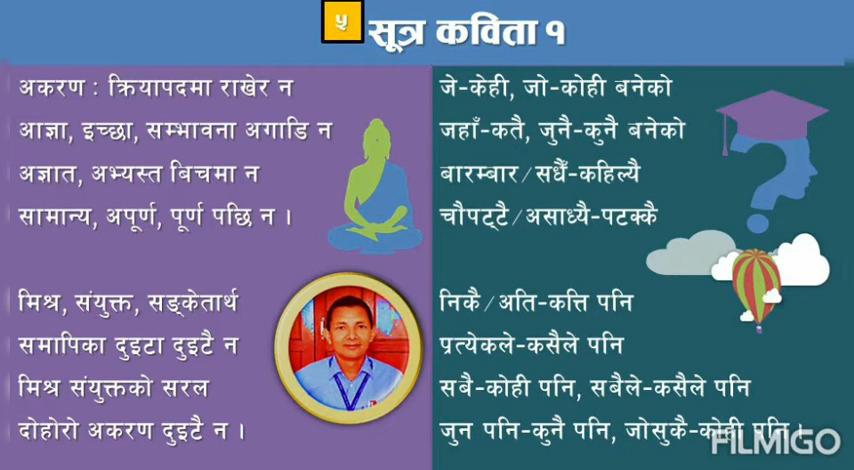 ५ सूत्र कविता १
अकरण : क्रियापदमा राखेर न
आज्ञा, इच्छा, सम्भावना अगाडि न
अज्ञात, अभ्यस्त बिचमा न
सामान्य, अपूर्ण, पूर्ण पछि न ।
मिश्र, संयुक्त, सङ्केतार्थ
समापिका दुइटा दुइटै न
मिश्र संयुक्तको सरल
दोहोरो अकरण दुइटै न ।
जे-केही, जो-कोही बनेको
जहाँ-कतै, जुनै-कुनै बनेको
बारम्बार/सधैँ-कहिल्यै
चौपट्टै/असाध्यै-पटक्कै
निकै/अति-कत्ति पनि
प्रत्येकले-कसैले पनि
सबै-कोही पनि, सबैले-कसैले पनि
जुन पनि-कुनै पनि, जोसुकै-कोही पनि ।
FILMIGO